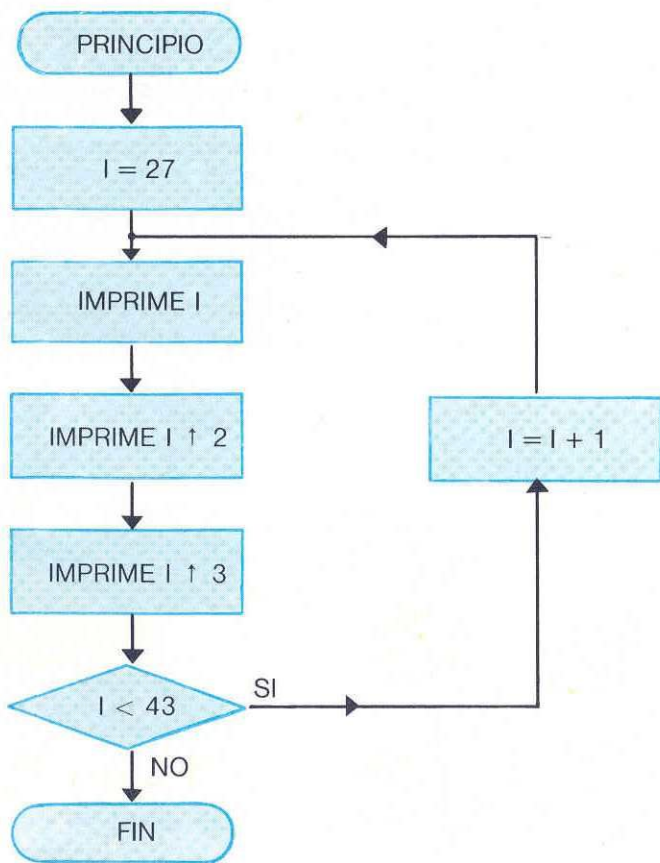 PRINCIPIO
I = 27
IMPRIME I
IMPRIME I ↑ 2
I = I + 1
IMPRIME I ↑ 3
I < 43
SI
NO
FIN